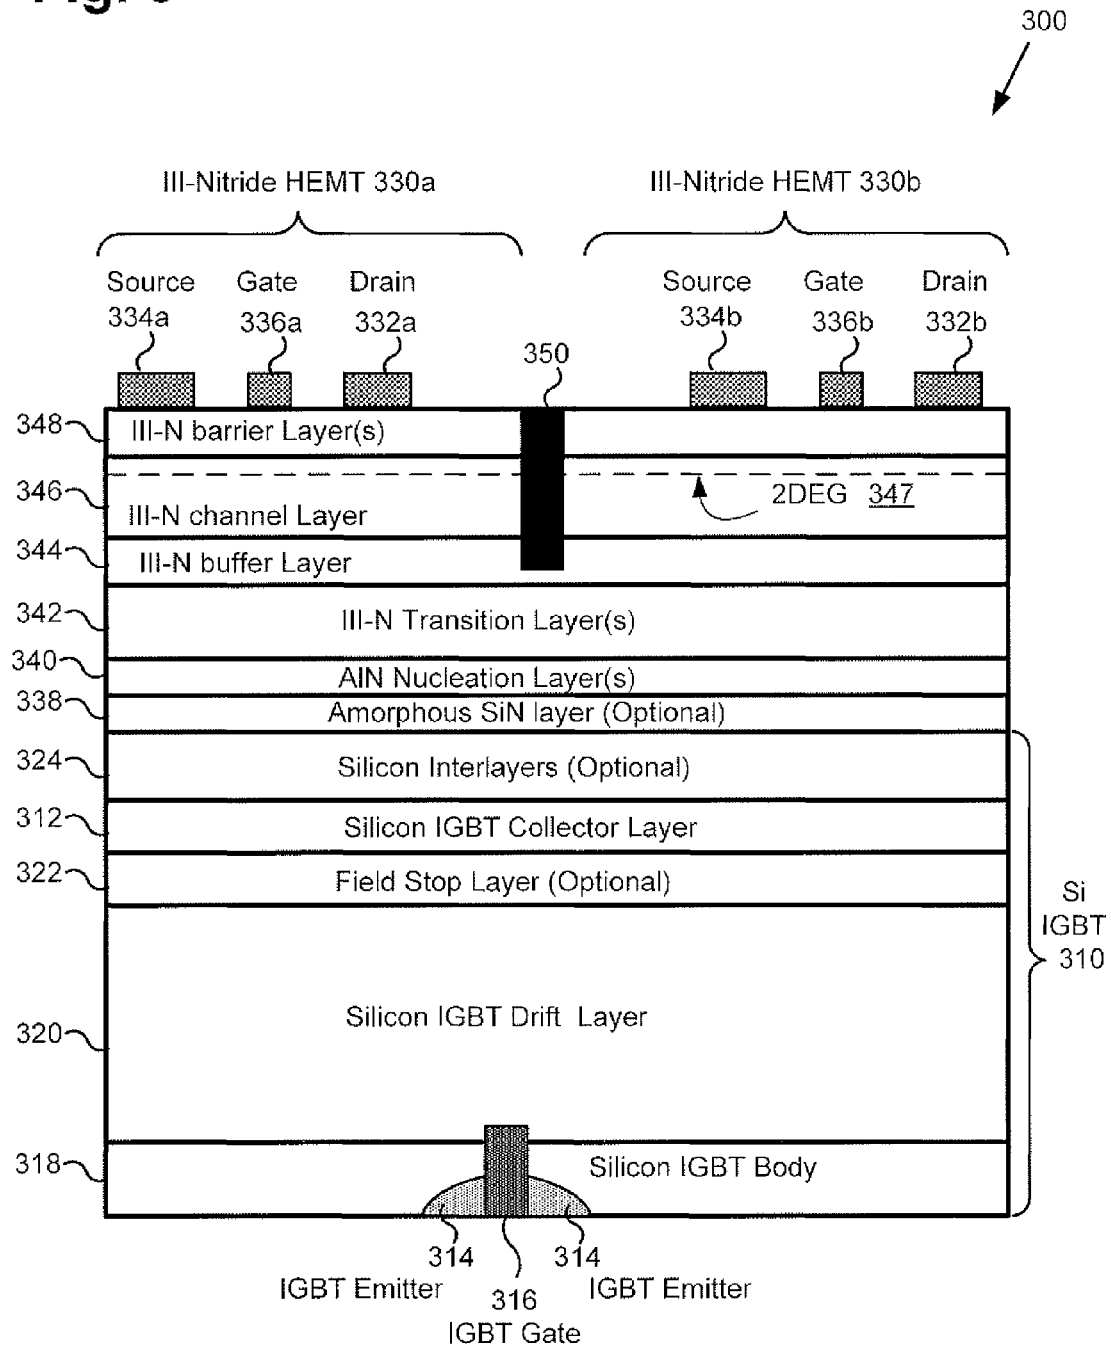 300
III-Nitride HEMT 330a
III-Nitride HEMT 330b
Source Gate Drain
334a 336a 332a
Source Gate Drain
334b 336b 332b
350
348 III-N barrier Layer(s)
346 2DEG 347
III-N channel Layer
344 III-N buffer Layer
342 III-N Transition Layer(s)
340 AlN Nucleation Layer(s)
338 Amorphous SiN layer (Optional)
324 Silicon Interlayers (Optional)
312 Silicon IGBT Collector Layer
322 Field Stop Layer (Optional)
Si
IGBT
310
320 Silicon IGBT Drift Layer
318 Silicon IGBT Body
314 314
IGBT Emitter IGBT Emitter
316
IGBT Gate